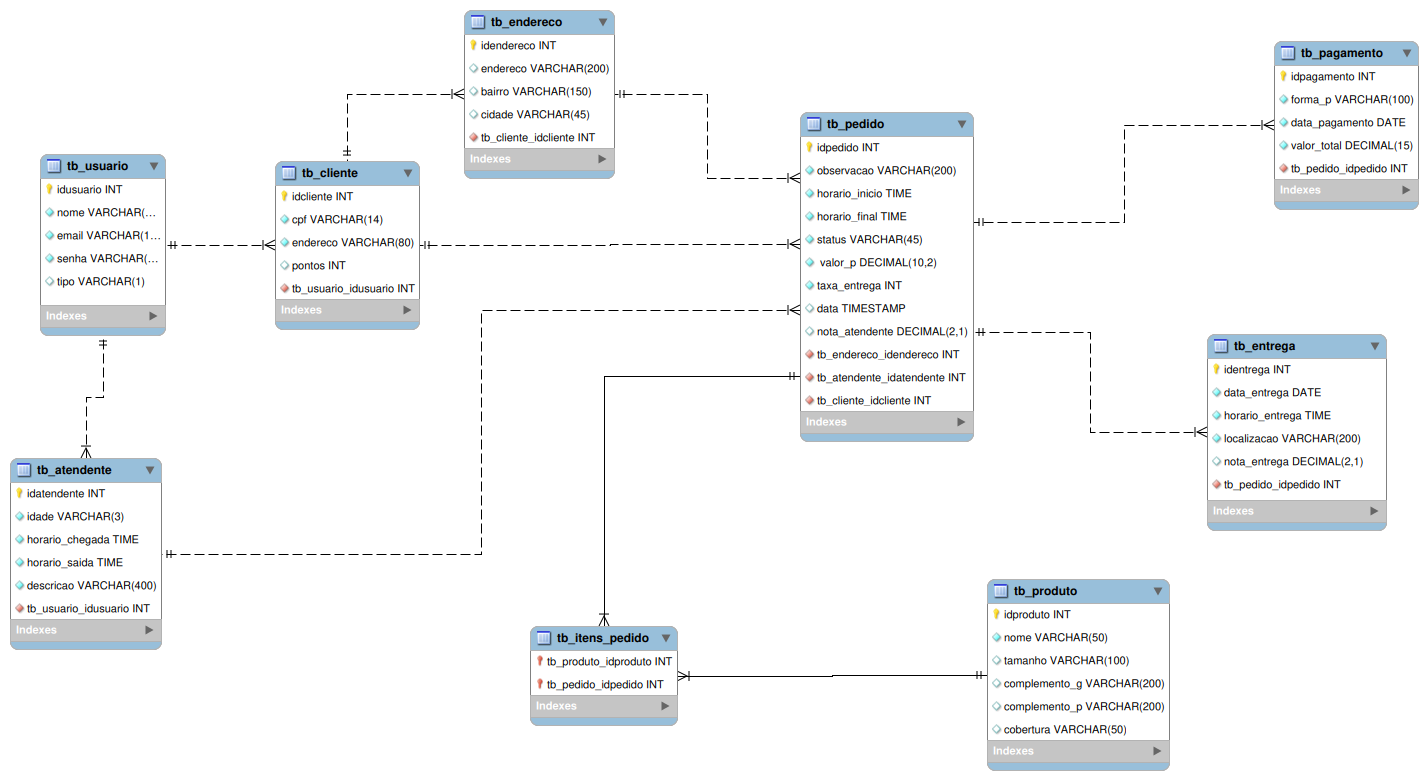 tb_endereco
idendereco INT
endereco VARCHAR(200)
bairro VARCHAR(150)
cidade VARCHAR(45)
tb_cliente_idcliente INT
Indexes
tb_pagamento
idpagamento INT
forma_p VARCHAR(100)
data_pagamento DATE
valor_total DECIMAL(15)
tb_pedido_idpedido INT
Indexes
tb_pedido
idpedido INT
observacao VARCHAR(200)
horario_inicio TIME
horario_final TIME
status VARCHAR(45)
valor_p DECIMAL(10,2)
taxa_entrega INT
data TIMESTAMP
nota_atendente DECIMAL(2,1)
tb_endereco_idendereco INT
tb_atendente_idatendente INT
tb_cliente_idcliente INT
Indexes
tb_usuario
idusuario INT
nome VARCHAR(...
email VARCHAR(1...
senha VARCHAR(...
tipo VARCHAR(1)
Indexes
tb_cliente
idcliente INT
cpf VARCHAR(14)
endereco VARCHAR(80)
pontos INT
tb_usuario_idusuario INT
Indexes
tb_entrega
identrega INT
data_entrega DATE
horario_entrega TIME
localizacao VARCHAR(200)
nota_entrega DECIMAL(2,1)
tb_pedido_idpedido INT
Indexes
tb_atendente
idatendente INT
idade VARCHAR(3)
horario_chegada TIME
horario_saida TIME
descricao VARCHAR(400)
tb_usuario_idusuario INT
Indexes
tb_itens_pedido
tb_produto_idproduto INT
tb_pedido_idpedido INT
Indexes
tb_produto
idproduto INT
nome VARCHAR(50)
tamanho VARCHAR(100)
complemento_g VARCHAR(200)
complemento_p VARCHAR(200)
cobertura VARCHAR(50)
Indexes